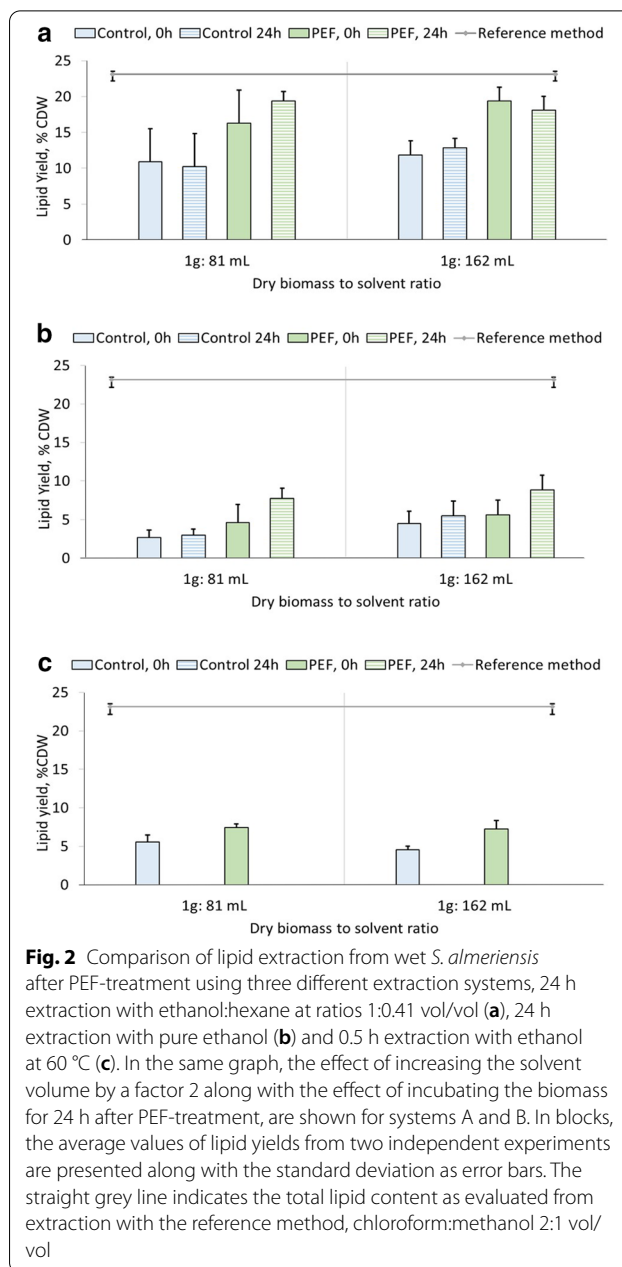 a
Control, 0h Control 24h PEF, 0h PEF, 24h Reference method
Lipid Yield, % CDW
25
20
15
10
5
0
1g: 81 mL 1g: 162 mL
Dry biomass to solvent ratio
b
Control, 0h Control 24h PEF, 0h PEF, 24h Reference method
Lipid Yield, % CDW
25
20
15
10
5
0
1g: 81 mL 1g: 162 mL
Dry biomass to solvent ratio
c
Control, 0h Control 24h PEF, 0h PEF, 24h Reference method
Lipid yield, %CDW
25
20
15
10
5
0
1g: 81 mL 1g: 162 mL
Dry biomass to solvent ratio
Fig. 2 Comparison of lipid extraction from wet S. almeriensis
after PEF-treatment using three different extraction systems, 24 h
extraction with ethanol:hexane at ratios 1:0.41 vol/vol (a), 24 h
extraction with pure ethanol (b) and 0.5 h extraction with ethanol
at 60 °C (c). In the same graph, the effect of increasing the solvent
volume by a factor 2 along with the effect of incubating the biomass
for 24 h after PEF-treatment, are shown for systems A and B. In blocks,
the average values of lipid yields from two independent experiments
are presented along with the standard deviation as error bars. The
straight grey line indicates the total lipid content as evaluated from
extraction with the reference method, chloroform:methanol 2:1 vol/
vol